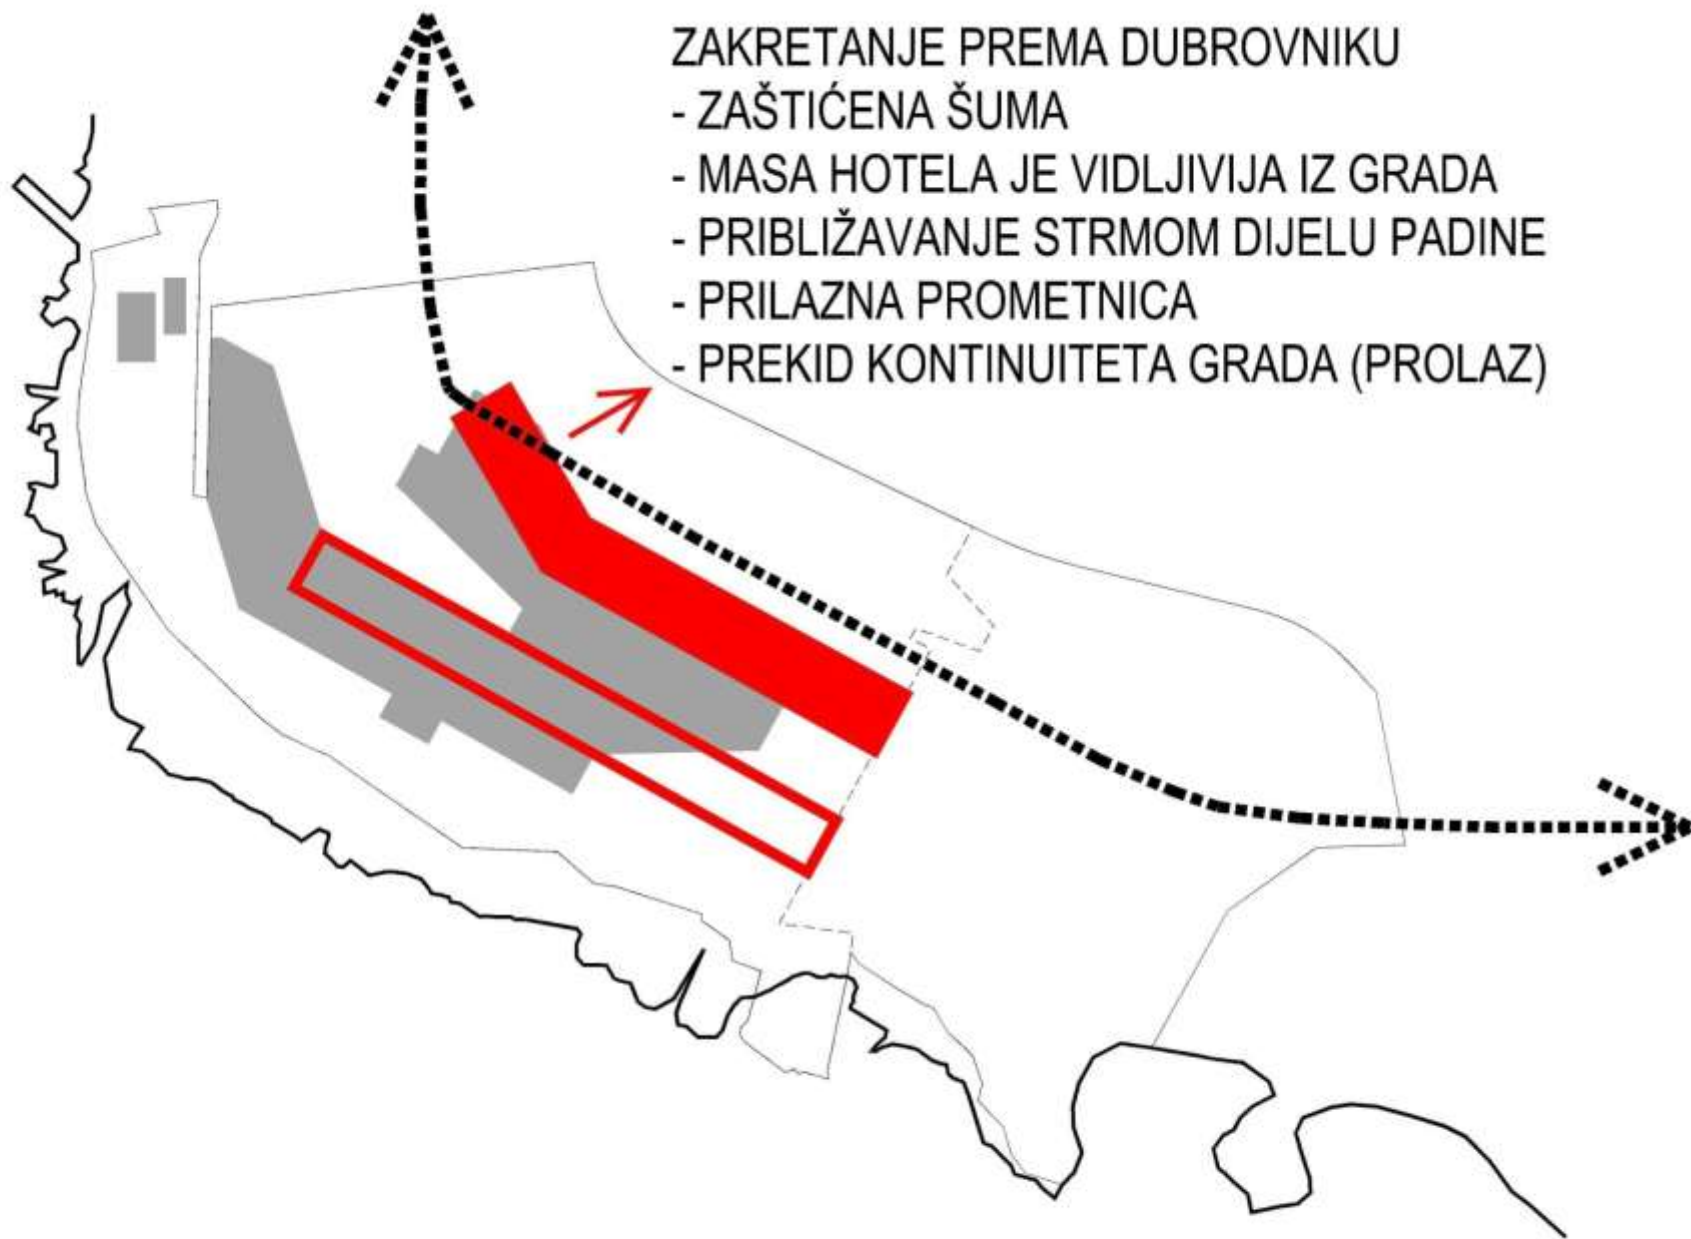 ZAKRETANJE PREMA DUBROVNIKU
- ZAŠTIĆENA ŠUMA
- MASA HOTELA JE VIDLJIVIJA IZ GRADA
- PRIBLIŽAVANJE STRMOM DIJELU PADINE
- PRILAZNA PROMETNICA
- PREKID KONTINUITETA GRADA (PROLAZ)